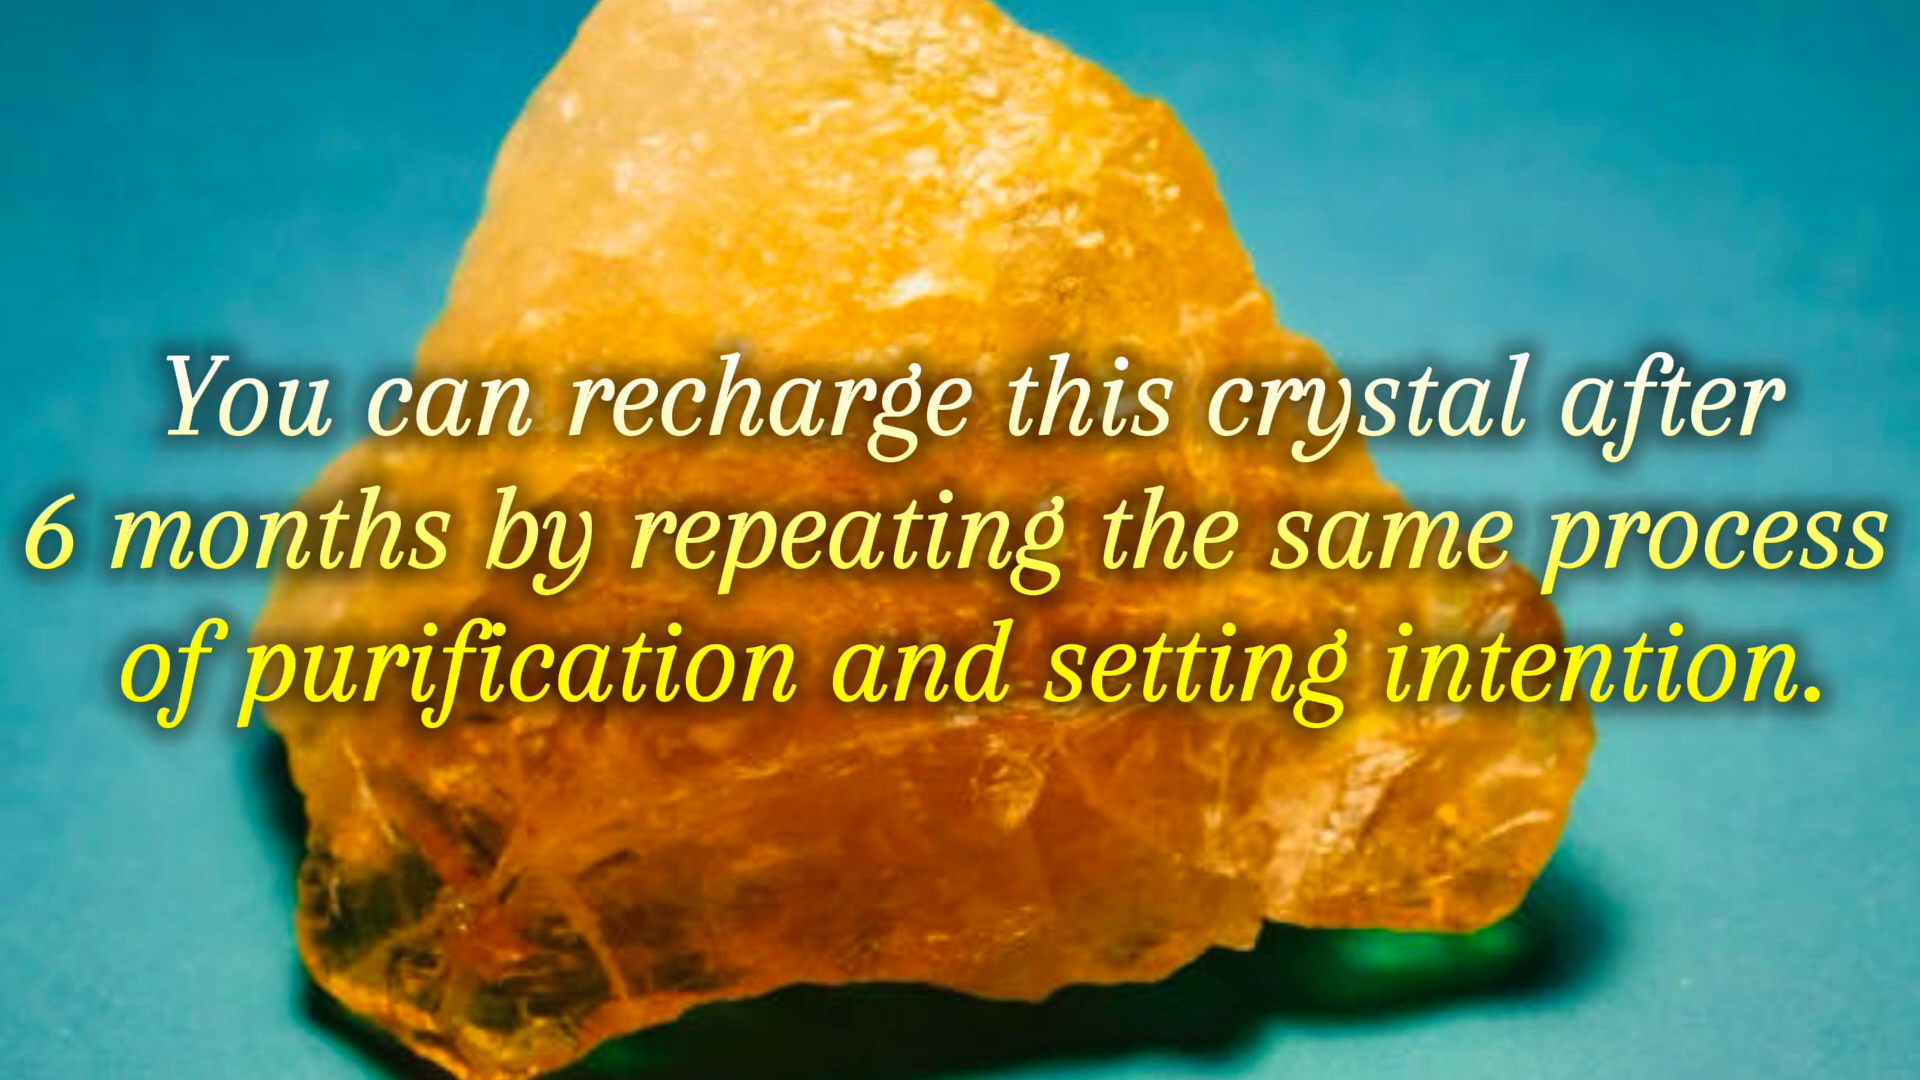 You can recharge this crystal after
6 months by repeating the same process
of purification and setting intention.